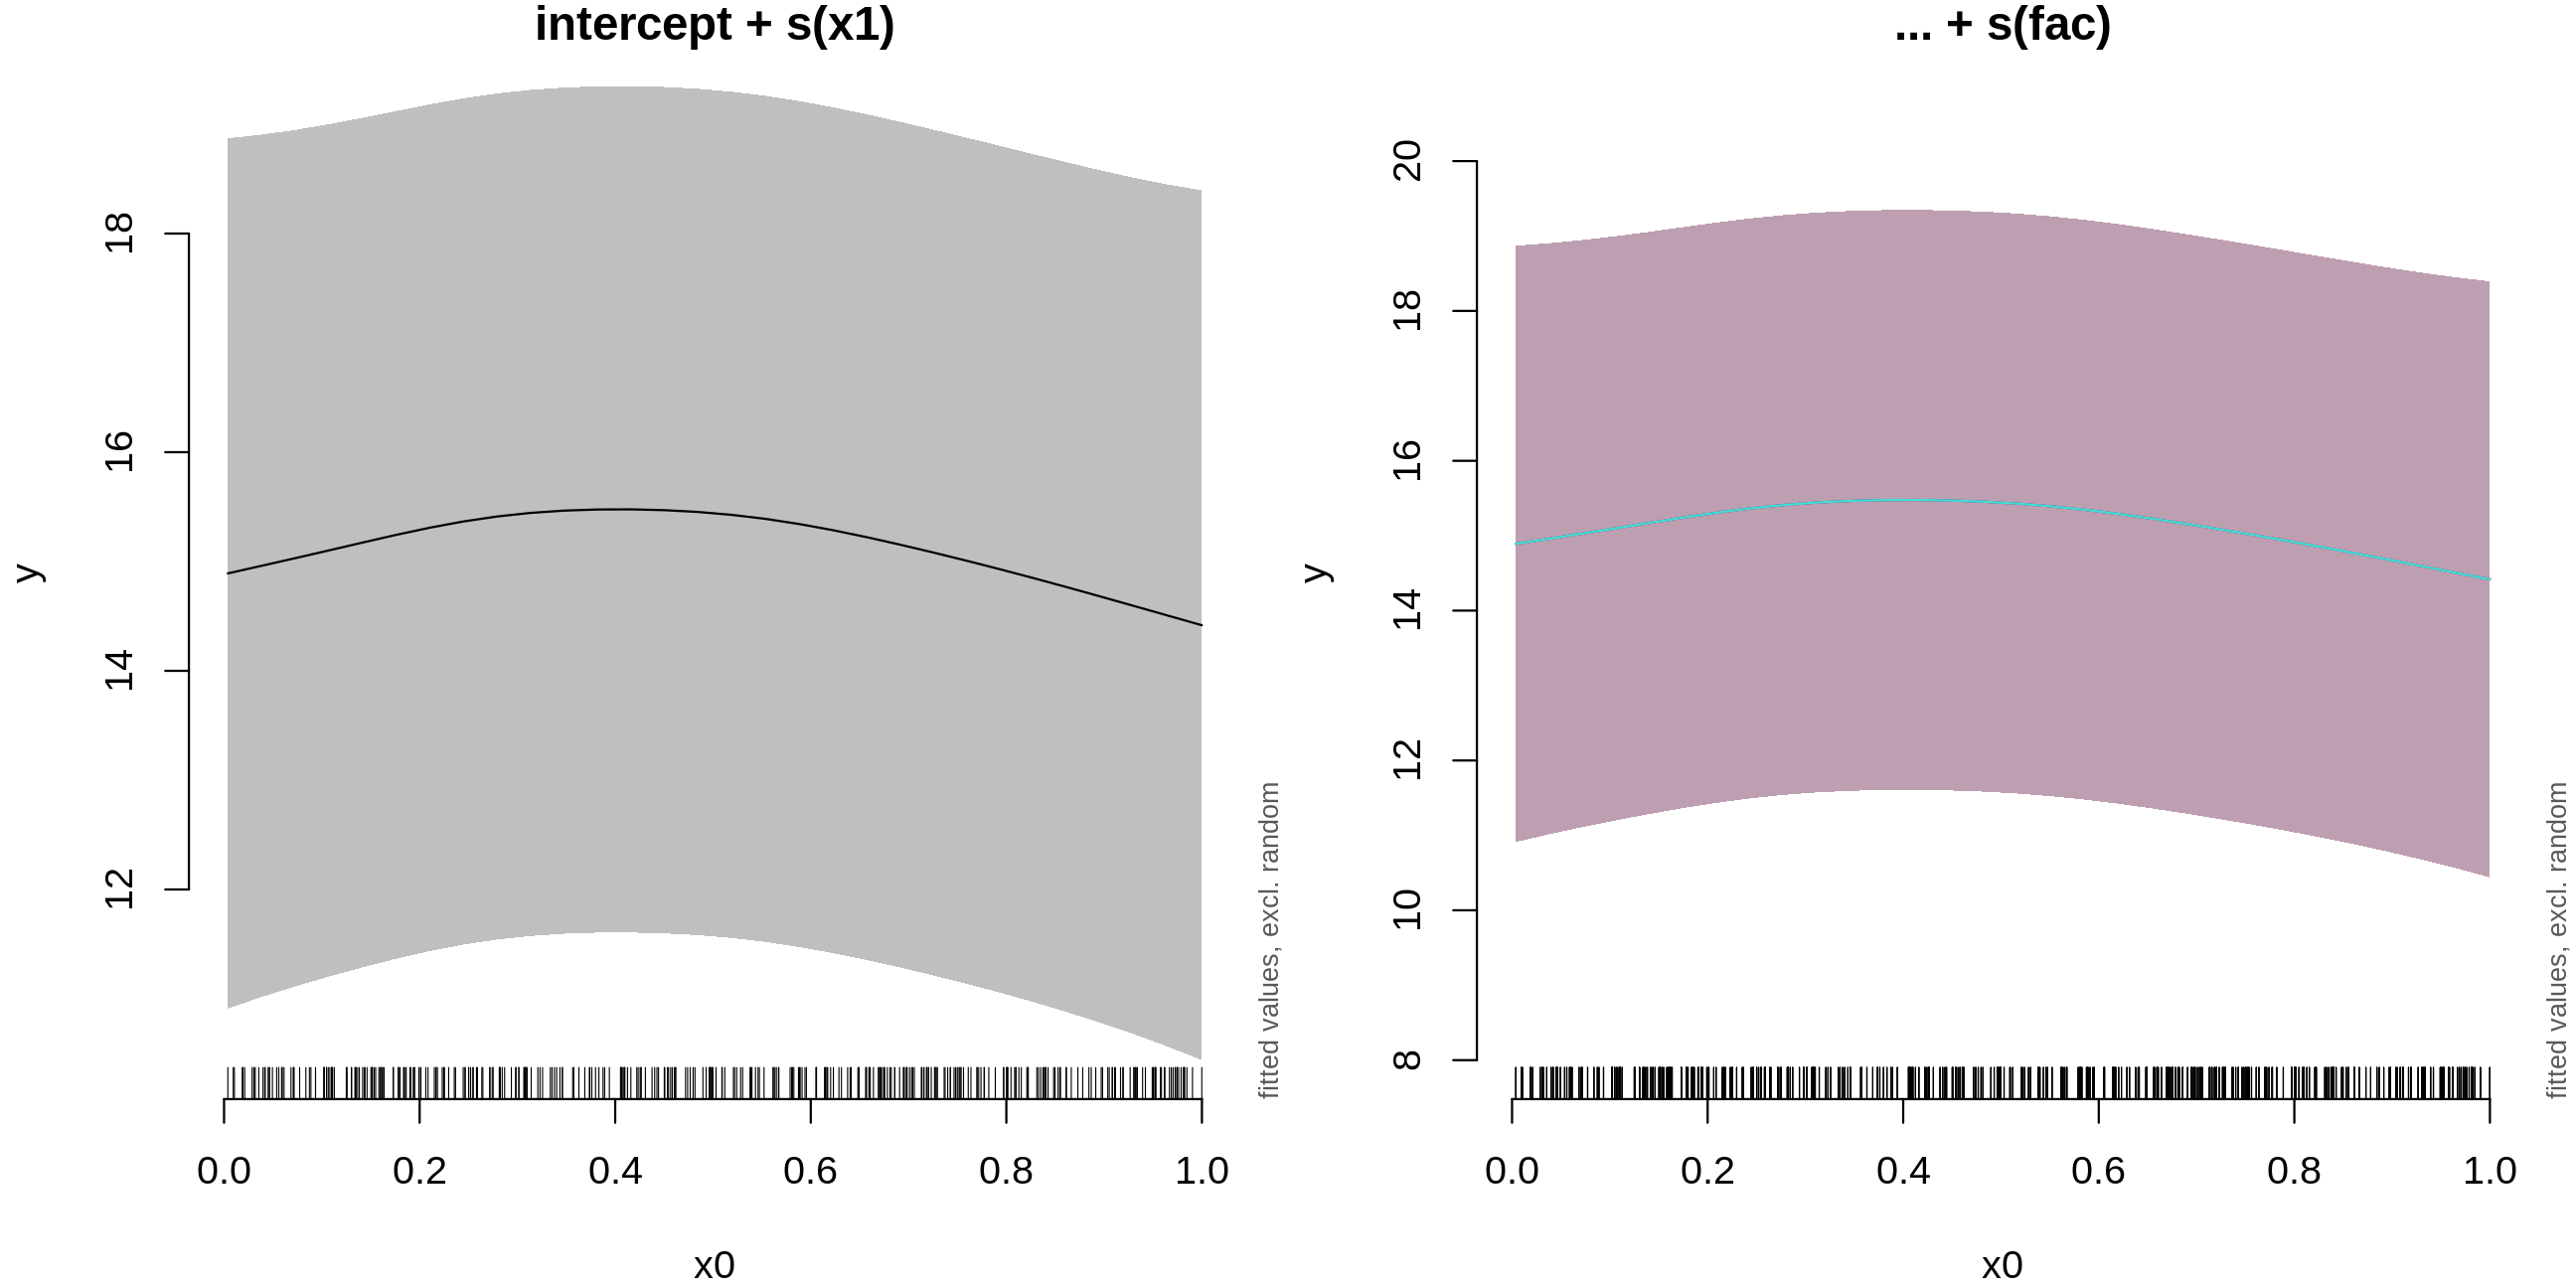 intercept + s(x1)
y
18
16
14
12
0.0 0.2 0.4 0.6 0.8 1.0
x0
fitted values, excl. random
... + s(fac)
y
20
18
16
14
12
10
8
0.0 0.2 0.4 0.6 0.8 1.0
x0
fitted values, excl. random